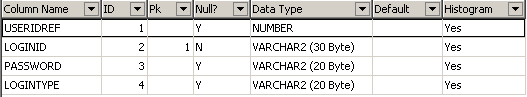 Column Name ID Pk Null? Data Type Default Histogram
USERIDREF 1 Y NUMBER Yes
LOGINID 2 1 N VARCHAR2 (30 Byte) Yes
PASSWORD 3 Y VARCHAR2 (20 Byte) Yes
LOGINTYPE 4 Y VARCHAR2 (20 Byte) Yes